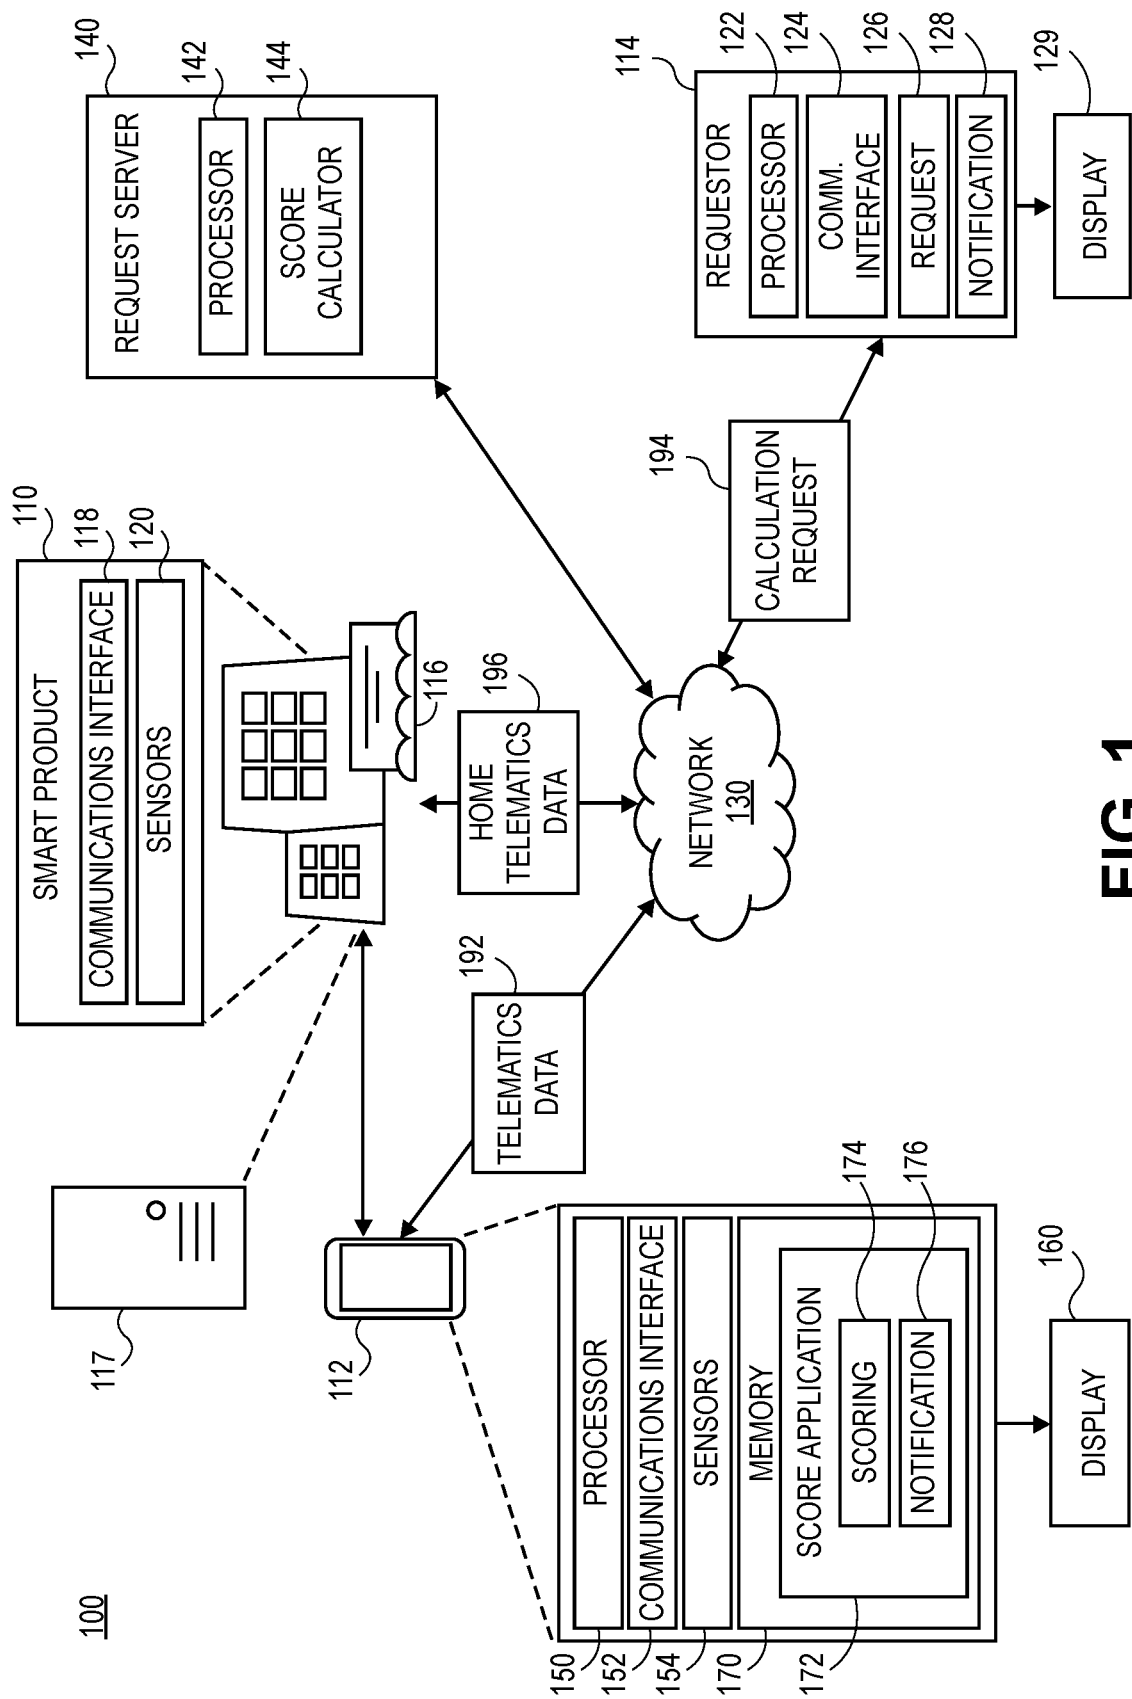 100
117
112
SMART PRODUCT
110
COMMUNICATIONS INTERFACE
118
SENSORS
120
116
REQUEST SERVER
140
PROCESSOR
142
SCORE
CALCULATOR
144
TELEMATICS
DATA
192
HOME
TELEMATICS
DATA
196
NETWORK
130
CALCULATION
REQUEST
194
PROCESSOR
150
COMMUNICATIONS INTERFACE
152
SENSORS
154
MEMORY
170
SCORE APPLICATION
172
SCORING
174
NOTIFICATION
176
DISPLAY
160
REQUESTOR
114
PROCESSOR
122
COMM.
INTERFACE
124
REQUEST
126
NOTIFICATION
128
DISPLAY
129
FIG 1